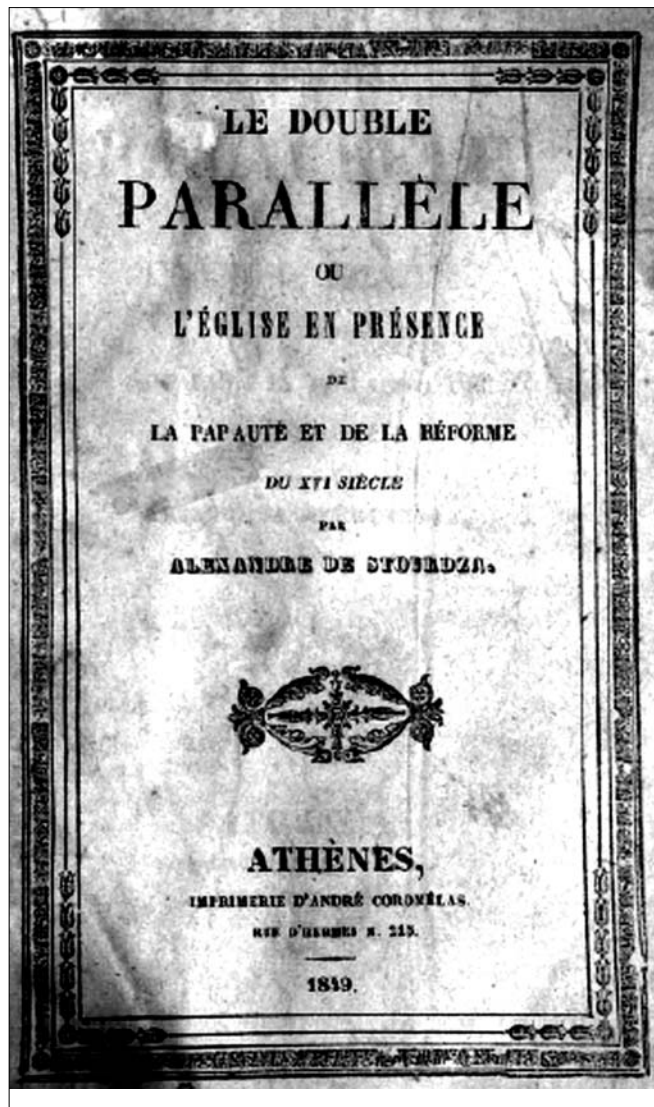 LE DOUBLE
PARALLÈLE
OU
L'ÉGLISE EN PRÉSENCE
DE
LA PAPAUTÉ ET DE LA RÉFORME
DU XVI SIÈCLE
PAR
ALEXANDRE DE STOURDZA.
ATHÈNES,
IMPRIMERIE D'ANDRÉ COROMÉLAS.
RUE D'HERMES N. 215.
1849.